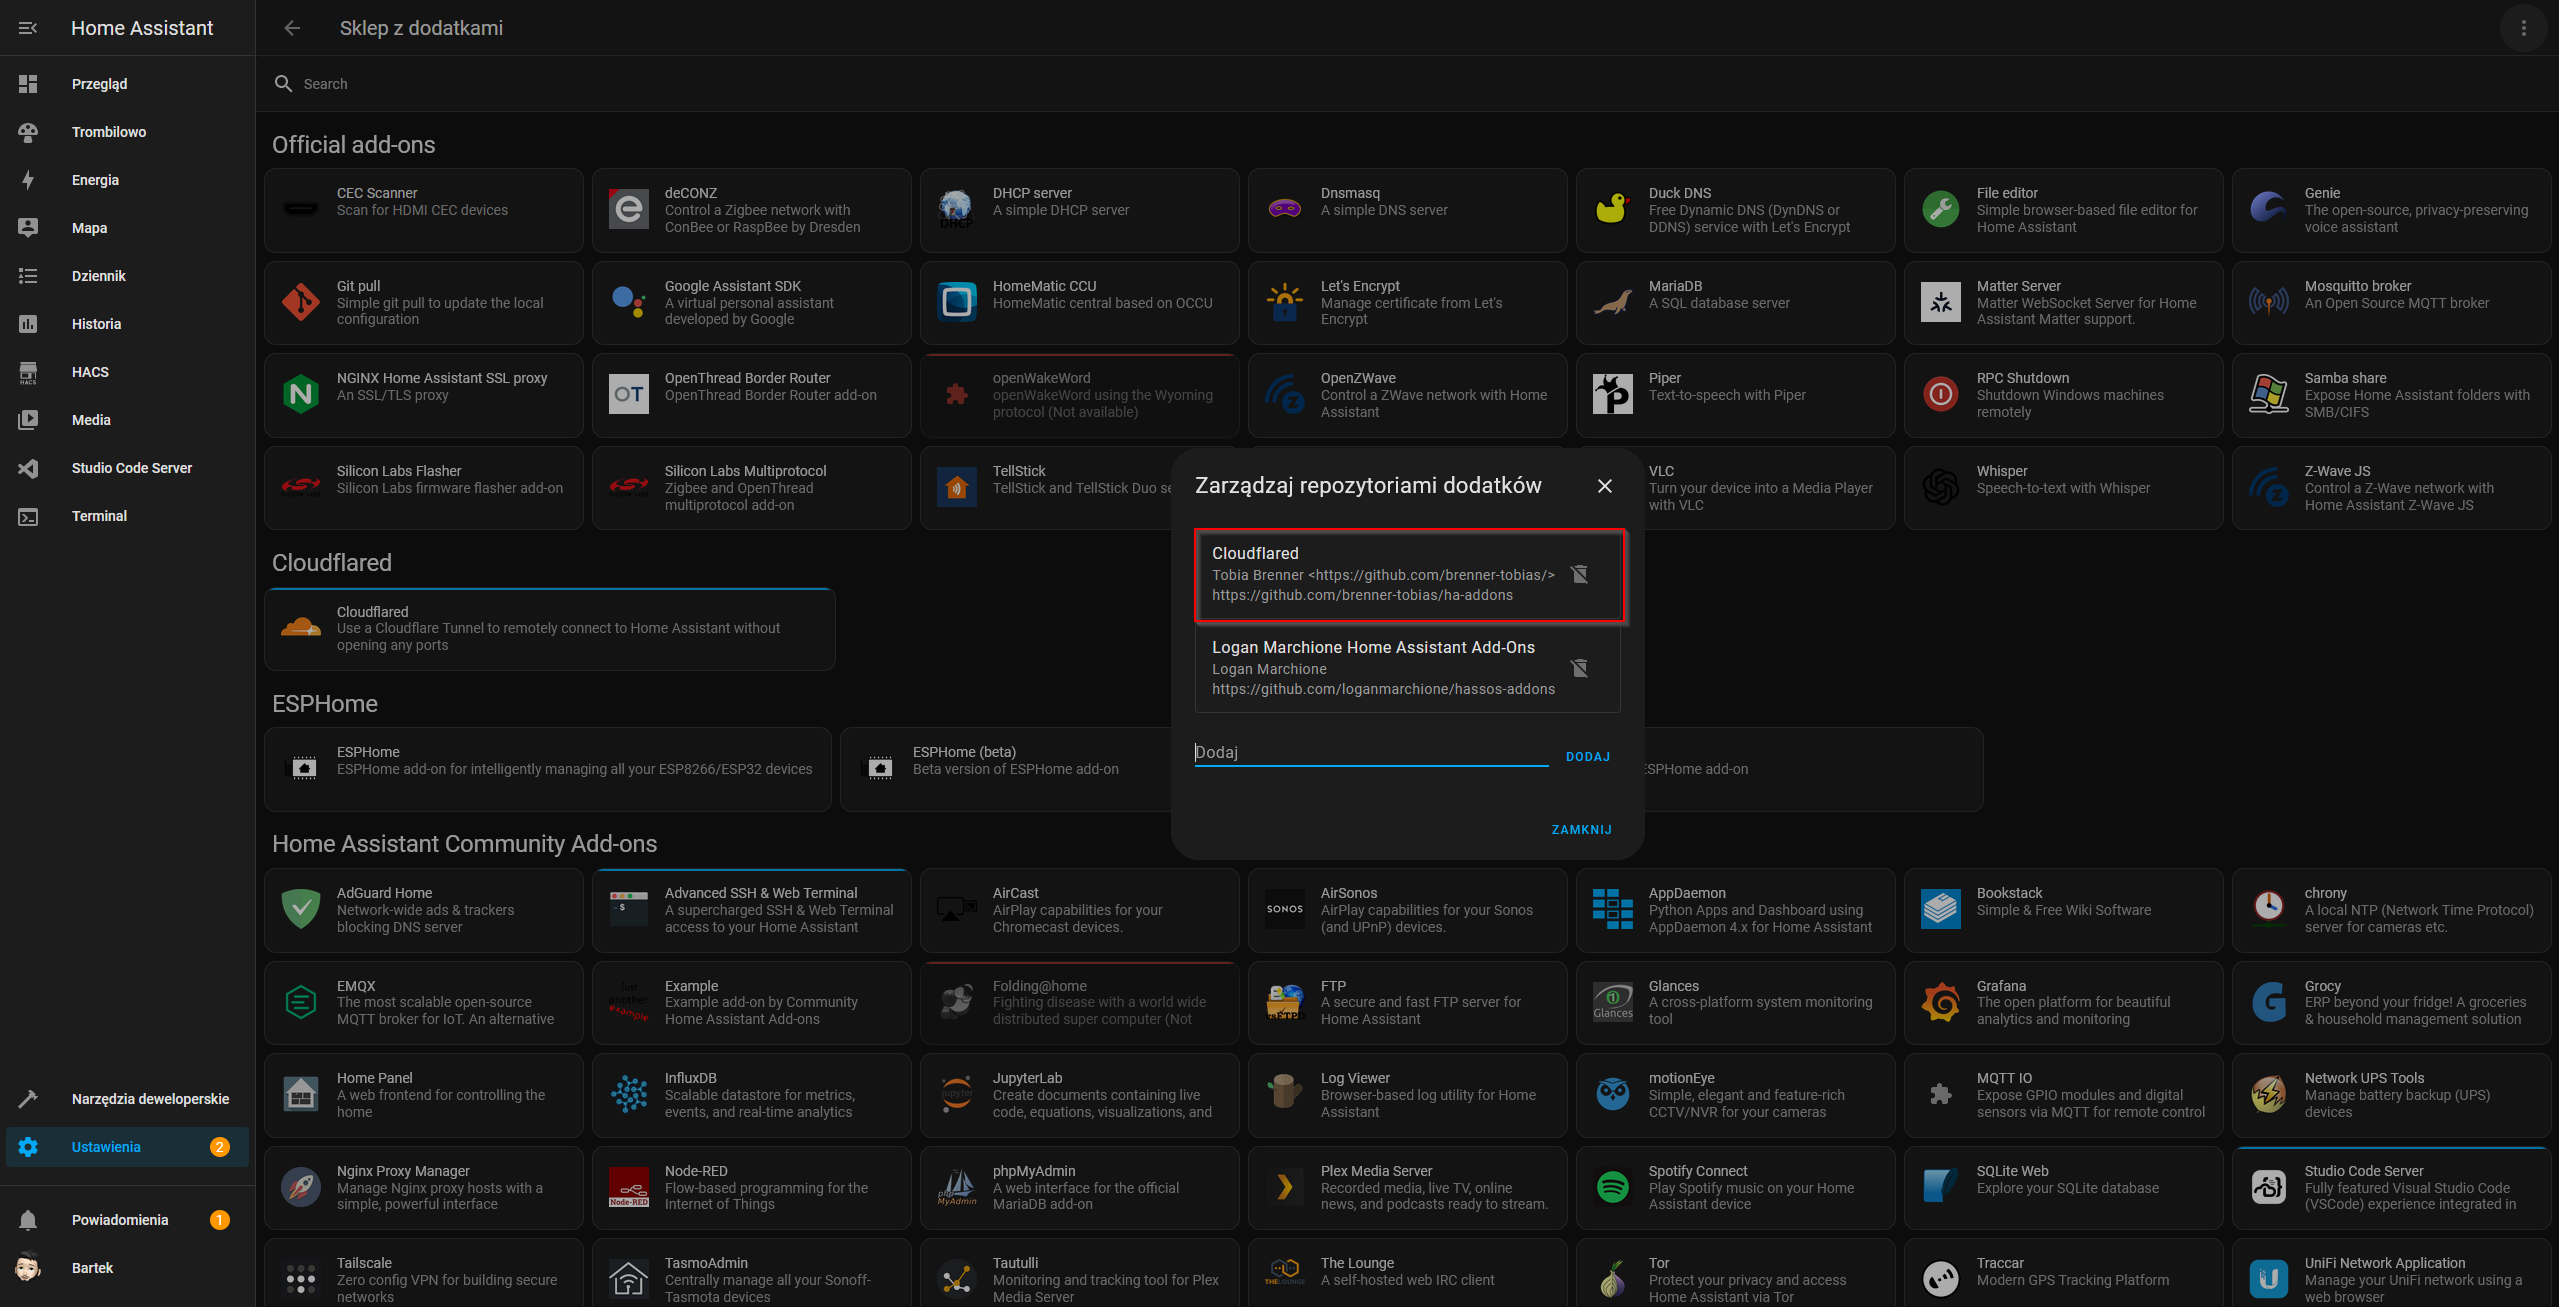 Home Assistant
Przegląd
Trombilowo
Energia
Mapa
Dziennik
Historia
HACS
Media
Studio Code Server
Terminal
Narzędzia deweloperskie
Ustawienia
2
Powiadomienia
1
Bartek
Sklep z dodatkami
Search
Official add-ons
CEC Scanner
Scan for HDMI CEC devices
deCONZ
Control a Zigbee network with
ConBee or RaspBee by Dresden
DHCP server
A simple DHCP server
Dnsmasq
A simple DNS server
Duck DNS
Free Dynamic DNS (DynDNS or
DDNS) service with Let's Encrypt
File editor
Simple browser-based file editor for
Home Assistant
Genie
The open-source, privacy-preserving
voice assistant
Git pull
Simple git pull to update the local
configuration
Google Assistant SDK
A virtual personal assistant
developed by Google
HomeMatic CCU
HomeMatic central based on OCCU
Let's Encrypt
Manage certificate from Let's
Encrypt
MariaDB
A SQL database server
Matter Server
Matter WebSocket Server for Home
Assistant Matter support.
Mosquitto broker
An Open Source MQTT broker
NGINX Home Assistant SSL proxy
An SSL/TLS proxy
OT
OpenThread Border Router
OpenThread Border Router add-on
openWakeWord
openWakeWord using the Wyoming
protocol (Not available)
OpenZWave
Control a ZWave network with Home
Assistant
Piper
Text-to-speech with Piper
RPC Shutdown
Shutdown Windows machines
remotely
Samba share
Expose Home Assistant folders with
SMB/CIFS
Silicon Labs Flasher
Silicon Labs firmware flasher add-on
Silicon Labs Multiprotocol
Zigbee and OpenThread
multiprotocol add-on
TellStick
TellStick and TellStick Duo se
VLC
Turn your device into a Media Player
with VLC
Whisper
Speech-to-text with Whisper
Z-Wave JS
Control a Z-Wave network with
Home Assistant Z-Wave JS
Zarządzaj repozytoriami dodatków
Cloudflared
Tobia Brenner <https://github.com/brenner-tobias/>
https://github.com/brenner-tobias/ha-addons
Logan Marchione Home Assistant Add-Ons
Logan Marchione
https://github.com/loganmarchione/hassos-addons
Dodaj
DODAJ
ZAMKNIJ
Cloudflared
Cloudflared
Use a Cloudflare Tunnel to remotely connect to Home Assistant without
opening any ports
ESPHome
ESPHome
ESPHome add-on for intelligently managing all your ESP8266/ESP32 devices
ESPHome (beta)
Beta version of ESPHome add-on
ESPHome add-on
Home Assistant Community Add-ons
AdGuard Home
Network-wide ads & trackers
blocking DNS server
Advanced SSH & Web Terminal
A supercharged SSH & Web Terminal
access to your Home Assistant
AirCast
AirPlay capabilities for your
Chromecast devices.
SONOS
AirSonos
AirPlay capabilities for your Sonos
(and UPnP) devices.
AppDaemon
Python Apps and Dashboard using
AppDaemon 4.x for Home Assistant
Bookstack
Simple & Free Wiki Software
chrony
A local NTP (Network Time Protocol)
server for cameras etc.
EMQX
The most scalable open-source
MQTT broker for IoT. An alternative
Just
another
example
Example
Example add-on by Community
Home Assistant Add-ons
Folding@home
Fighting disease with a world wide
distributed super computer (Not
FTP
A secure and fast FTP server for
Home Assistant
Glances
Glances
A cross-platform system monitoring
tool
Grafana
The open platform for beautiful
analytics and monitoring
Grocy
ERP beyond your fridge! A groceries
& household management solution
Home Panel
A web frontend for controlling the
home
InfluxDB
Scalable datastore for metrics,
events, and real-time analytics
jupyter
JupyterLab
Create documents containing live
code, equations, visualizations, and
Log Viewer
Browser-based log utility for Home
Assistant
motionEye
Simple, elegant and feature-rich
CCTV/NVR for your cameras
MQTT IO
Expose GPIO modules and digital
sensors via MQTT for remote control
Network UPS Tools
Manage battery backup (UPS)
devices
Nginx Proxy Manager
Manage Nginx proxy hosts with a
simple, powerful interface
Node-RED
Node-RED
Flow-based programming for the
Internet of Things
php
MyAdmin
phpMyAdmin
A web interface for the official
MariaDB add-on
Plex Media Server
Recorded media, live TV, online
news, and podcasts ready to stream.
Spotify Connect
Play Spotify music on your Home
Assistant device
SQLite Web
Explore your SQLite database
Studio Code Server
Fully featured Visual Studio Code
(VSCode) experience integrated in
Tailscale
Zero config VPN for building secure
networks
TasmoAdmin
Centrally manage all your Sonoff-
Tasmota devices
Tautulli
Monitoring and tracking tool for Plex
Media Server
THE LOUNGE
The Lounge
A self-hosted web IRC client
Tor
Protect your privacy and access
Home Assistant via Tor
Traccar
Modern GPS Tracking Platform
UniFi Network Application
Manage your UniFi network using a
web browser